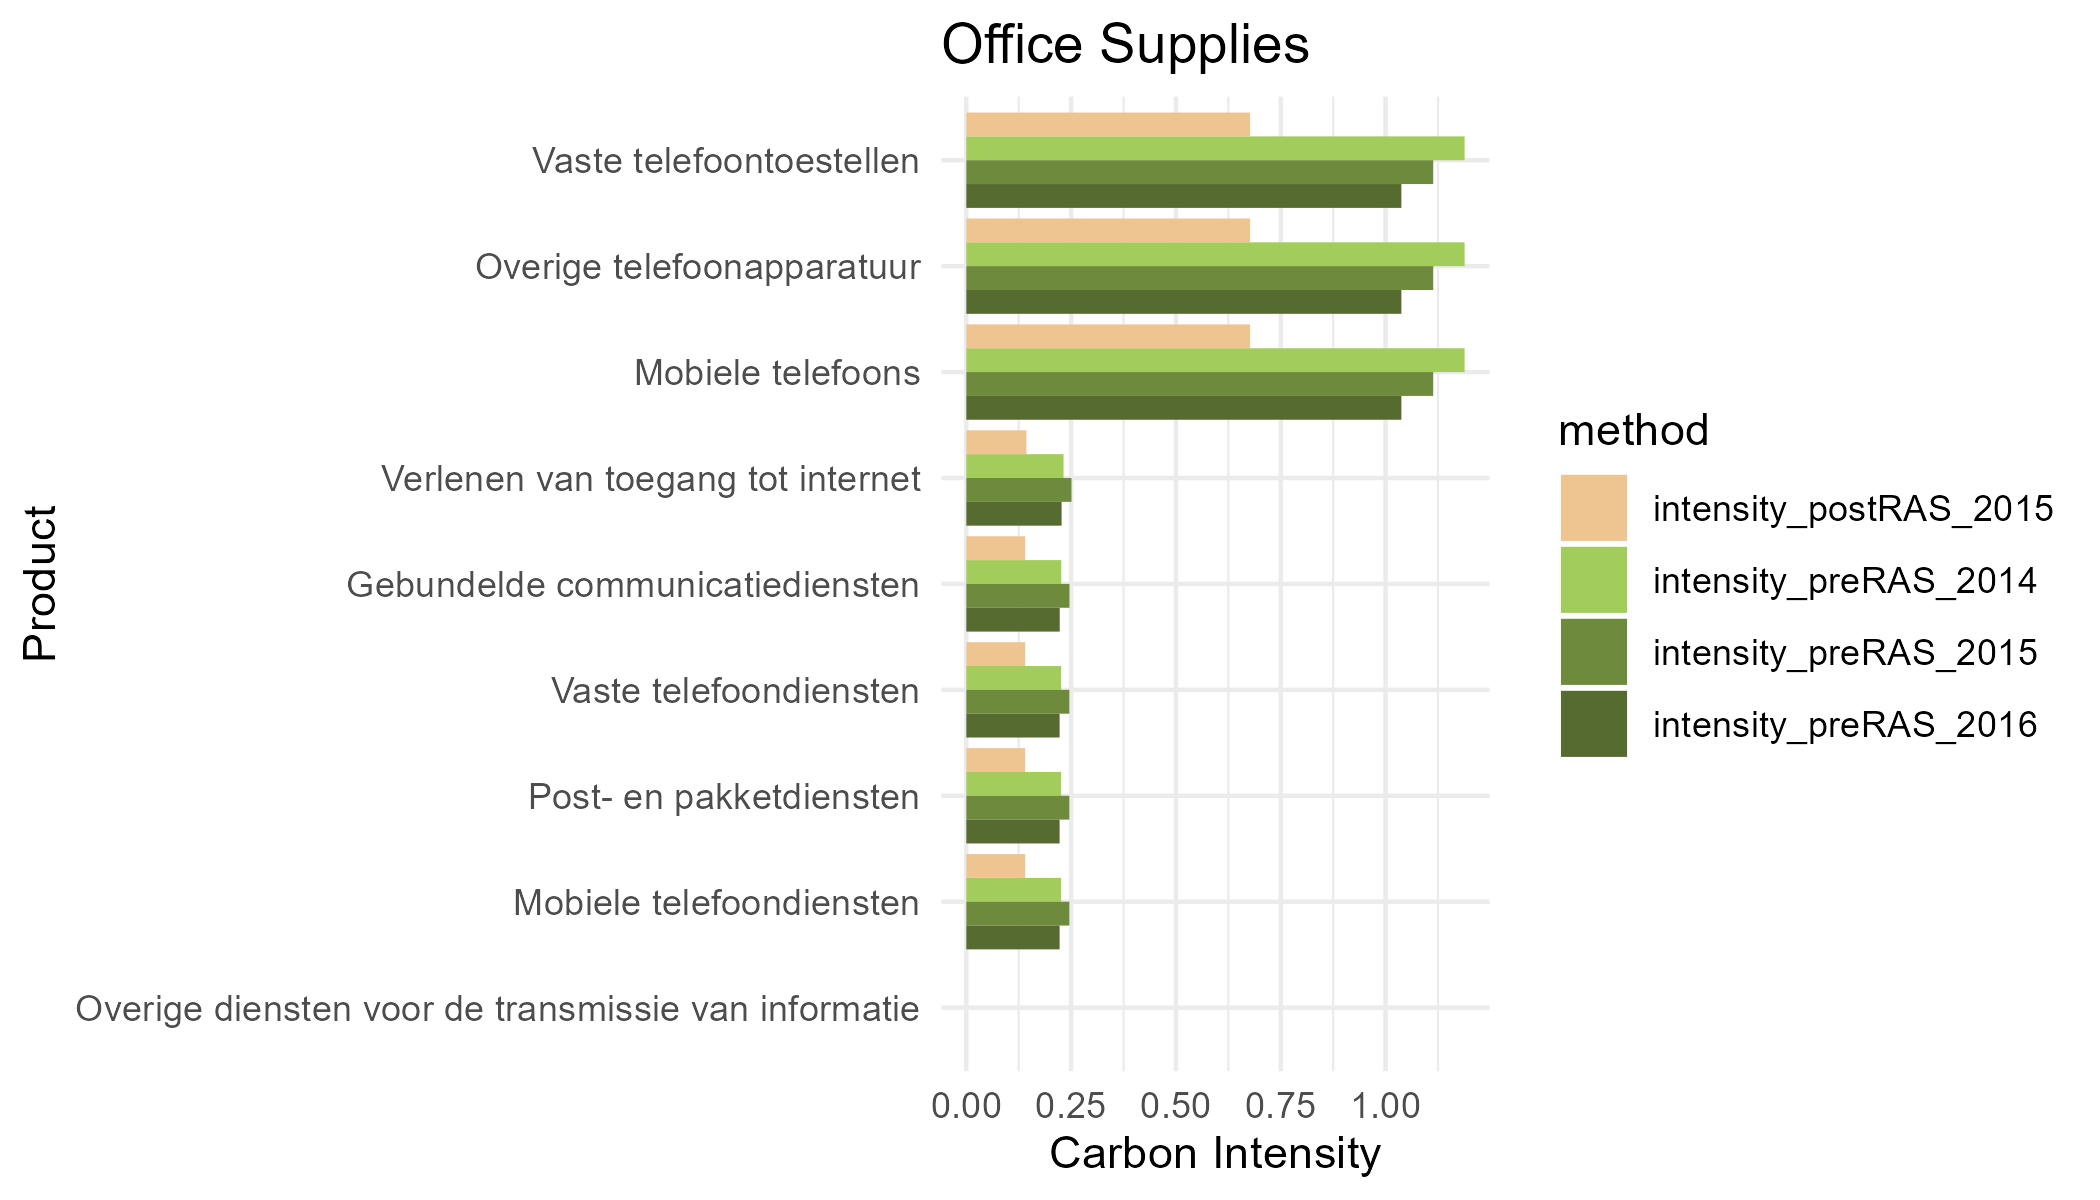 Office Supplies
Product
Vaste telefoontoestellen
Overige telefoonapparatuur
Mobiele telefoons
Verlenen van toegang tot internet
Gebundelde communicatiediensten
Vaste telefoondiensten
Post- en pakketdiensten
Mobiele telefoondiensten
Overige diensten voor de transmissie van informatie
0.00 0.25 0.50 0.75 1.00
Carbon Intensity
method
intensity_postRAS_2015
intensity_preRAS_2014
intensity_preRAS_2015
intensity_preRAS_2016